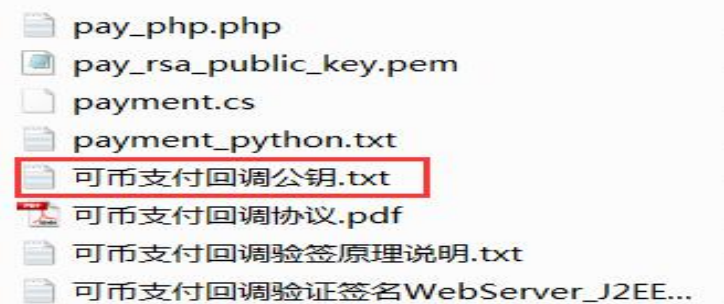 pay_php.php
pay_rsa_public_key.pem
payment.cs
payment_python.txt
可币支付回调公钥.txt
可币支付回调协议.pdf
可币支付回调验签原理说明.txt
可币支付回调验证签名WebServer_J2EE...